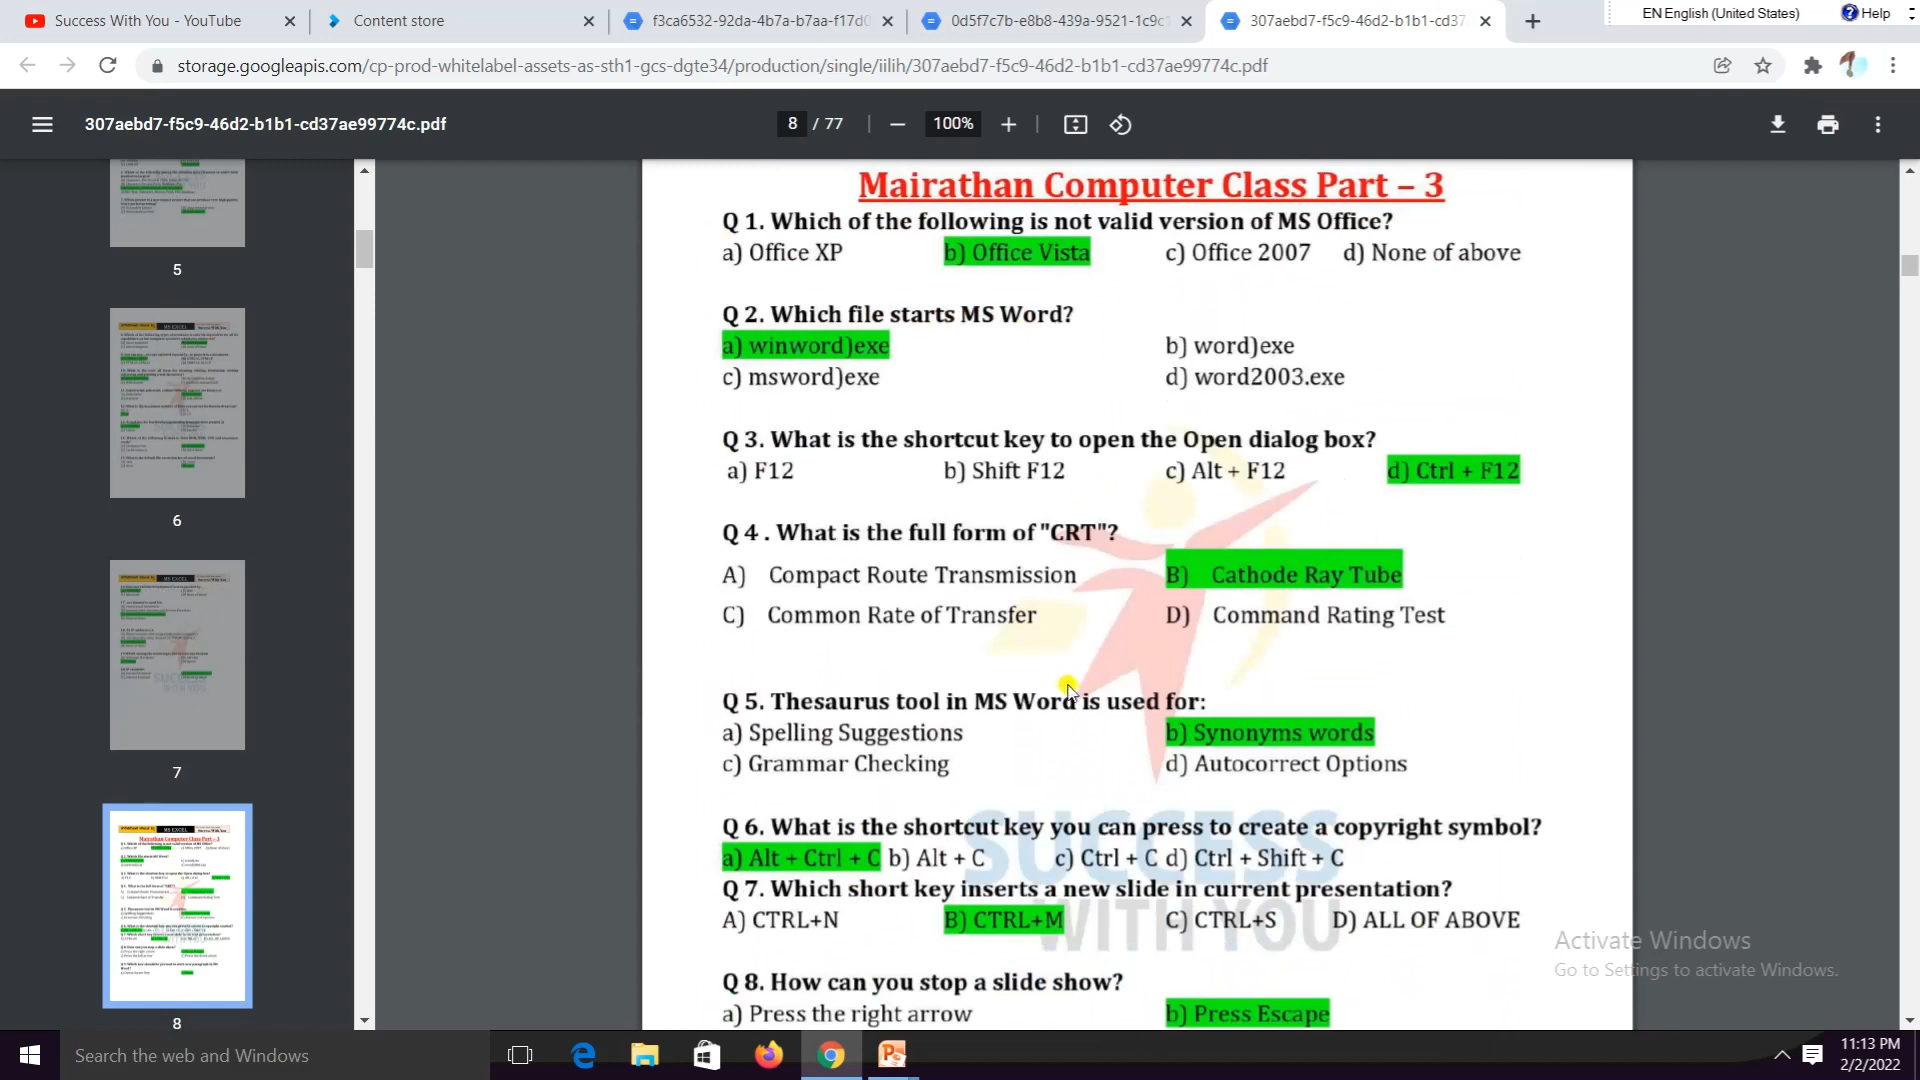 Success With You - YouTube
Content store
f3ca6532-92da-4b7a-b7aa-f17d0
0d5f7c7b-e8b8-439a-9521-1c9c1
307aebd7-f5c9-46d2-b1b1-cd37
EN English (United States)
Help
storage.googleapis.com/cp-prod-whitelabel-assets-as-sth1-gcs-dgte34/production/single/iilih/307aebd7-f5c9-46d2-b1b1-cd37ae99774c.pdf
307aebd7-f5c9-46d2-b1b1-cd37ae99774c.pdf
8 / 77
100%
5
6
7
8
Mairathan Computer Class Part – 3
Q 1. Which of the following is not valid version of MS Office?
a) Office XP b) Office Vista c) Office 2007 d) None of above
Q 2. Which file starts MS Word?
a) winword)exe b) word)exe
c) msword)exe d) word2003.exe
Q 3. What is the shortcut key to open the Open dialog box?
a) F12 b) Shift F12 c) Alt + F12 d) Ctrl + F12
Q 4 . What is the full form of "CRT"?
A) Compact Route Transmission B) Cathode Ray Tube
C) Common Rate of Transfer D) Command Rating Test
Q 5. Thesaurus tool in MS Word is used for:
a) Spelling Suggestions b) Synonyms words
c) Grammar Checking d) Autocorrect Options
Q 6. What is the shortcut key you can press to create a copyright symbol?
a) Alt + Ctrl + C b) Alt + C c) Ctrl + C d) Ctrl + Shift + C
Q 7. Which short key inserts a new slide in current presentation?
A) CTRL+N B) CTRL+M C) CTRL+S D) ALL OF ABOVE
Q 8. How can you stop a slide show?
a) Press the right arrow b) Press Escape
SUCCESS
WITH YOU
Activate Windows
Go to Settings to activate Windows.
Search the web and Windows
11:13 PM
2/2/2022